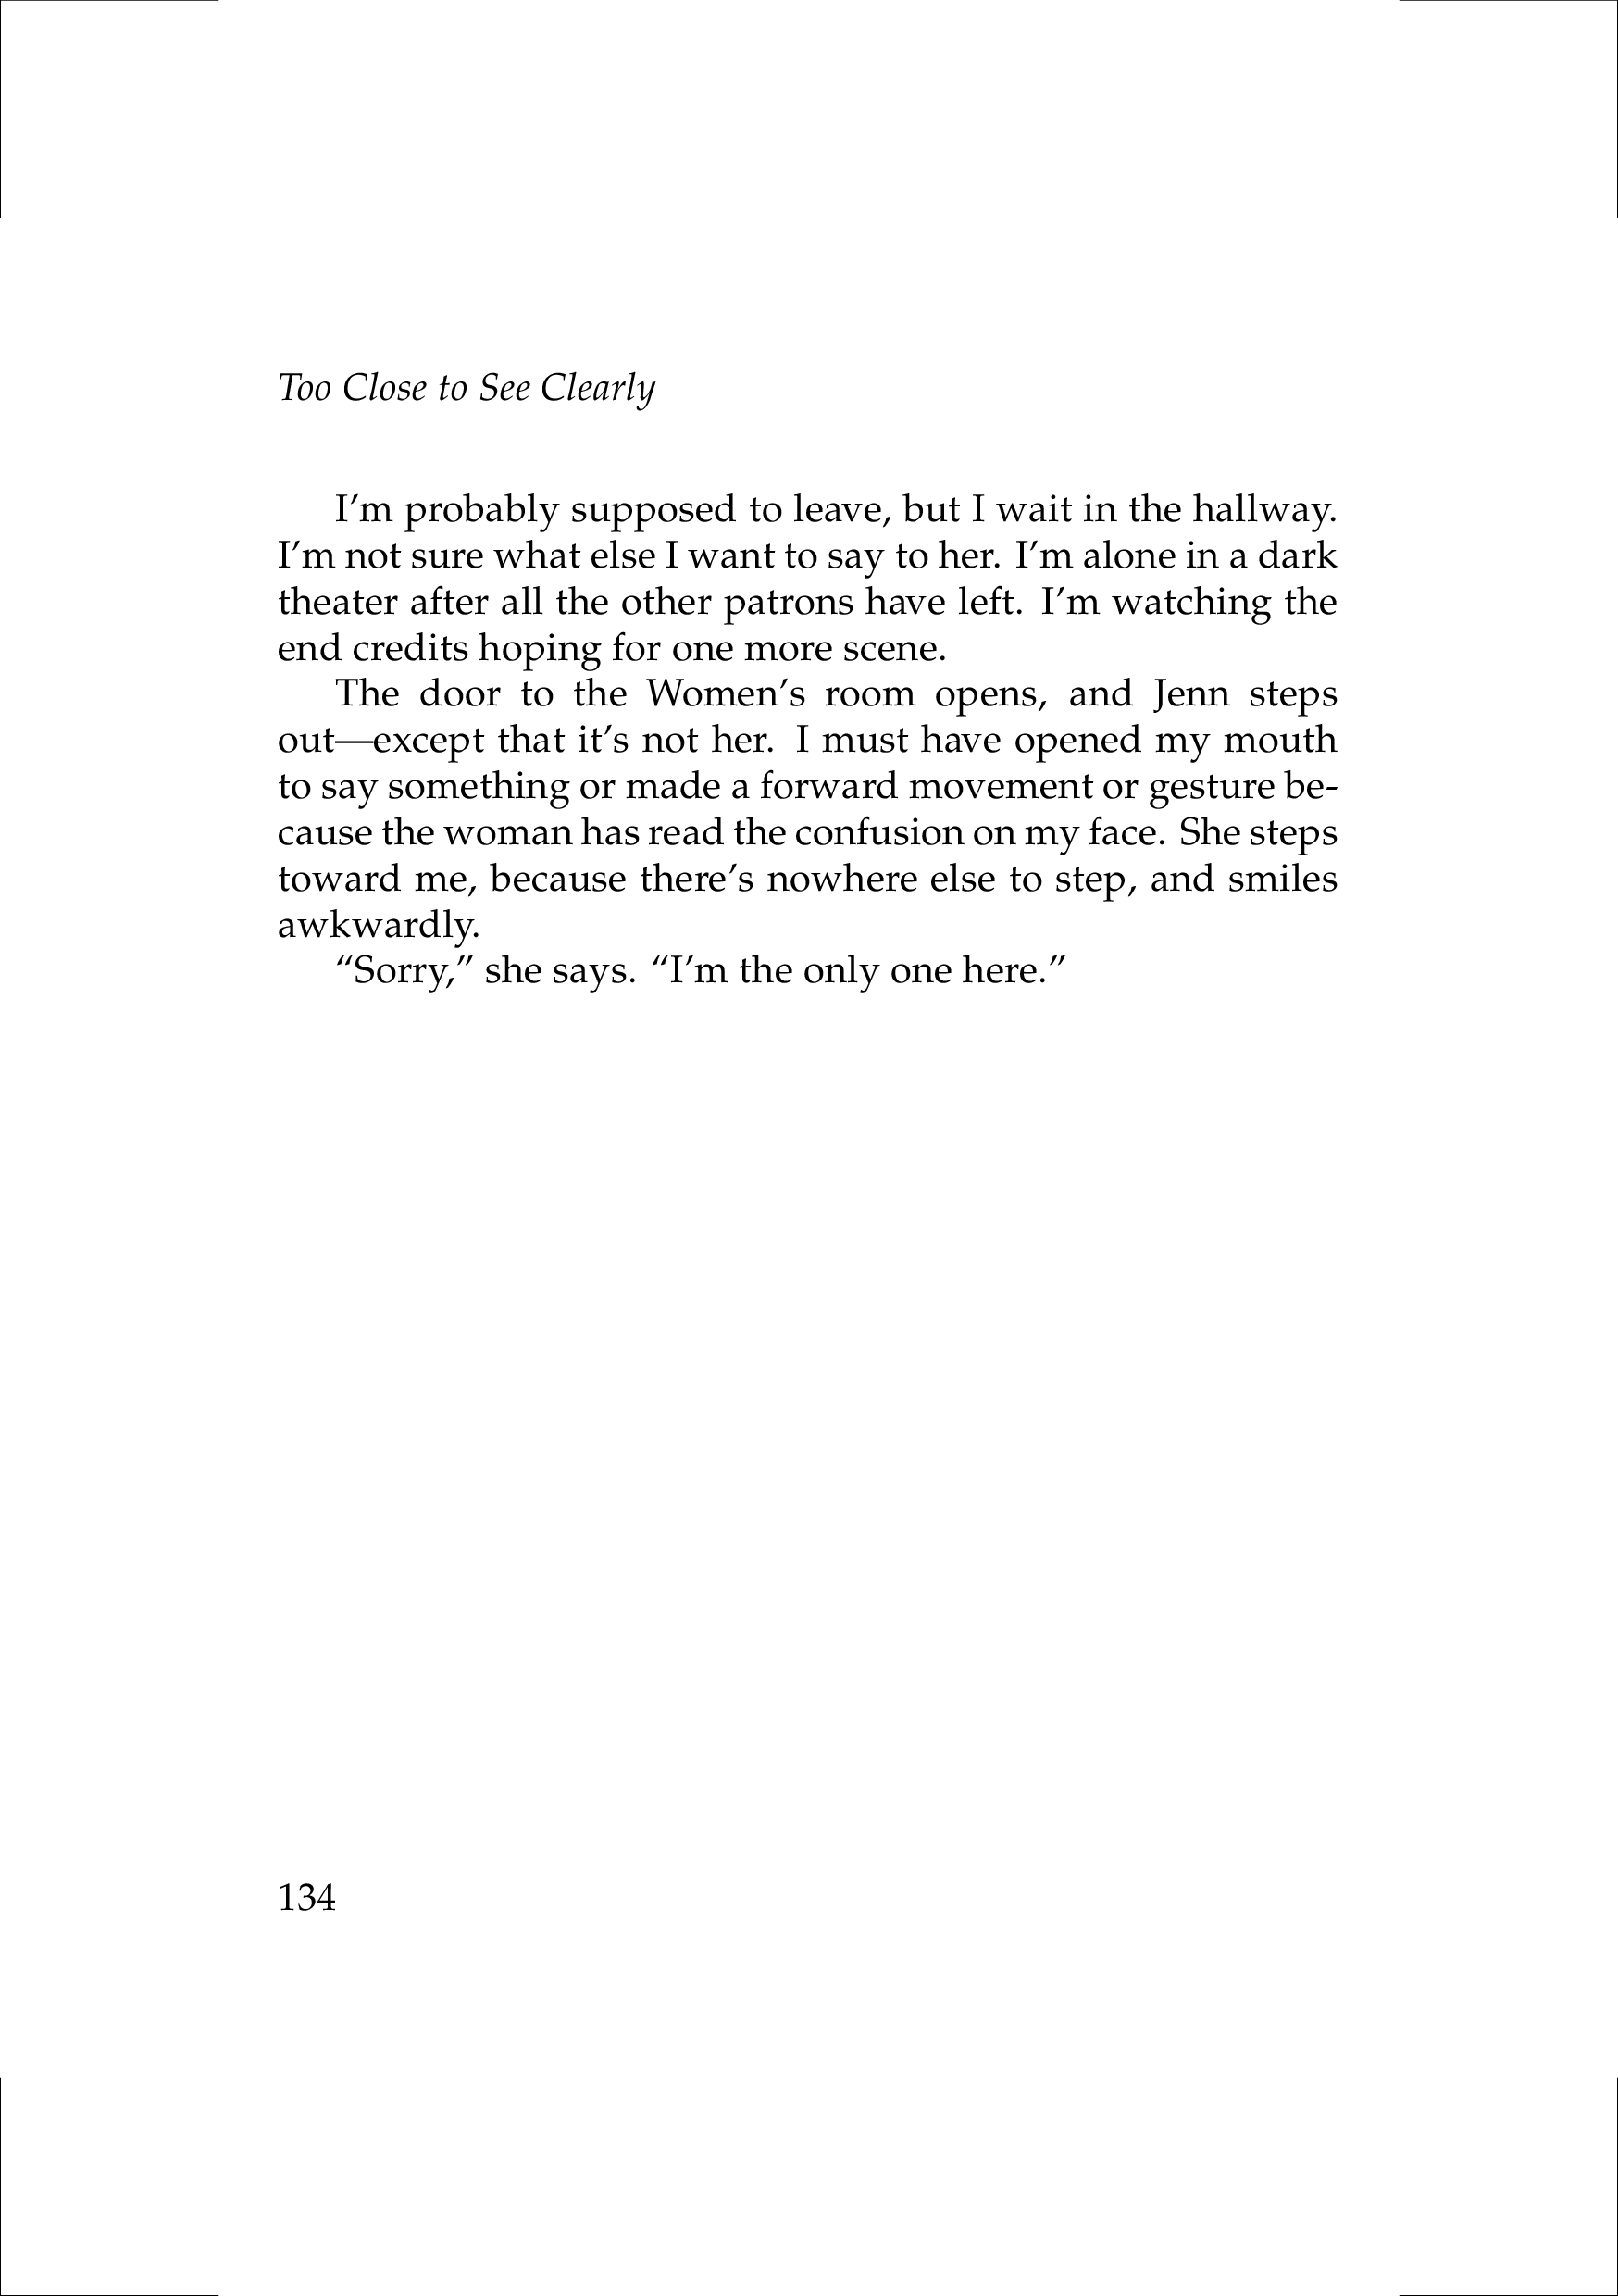 Too Close to See Clearly
I’m probably supposed to leave, but I wait in the hallway.
I’m not sure what else I want to say to her. I’m alone in a dark
theater after all the other patrons have left. I’m watching the
end credits hoping for one more scene.
The door to the Women’s room opens, and Jenn steps
out—except that it’s not her. I must have opened my mouth
to say something or made a forward movement or gesture be-
cause the woman has read the confusion on my face. She steps
toward me, because there’s nowhere else to step, and smiles
awkwardly.
“Sorry,” she says. “I’m the only one here.”
134